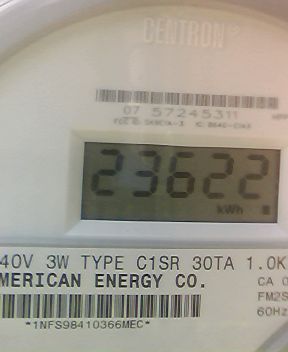 CENTRON®
07 57245311
23622
kWh
40V 3W TYPE C1SR 30TA 1.0K
MERICAN ENERGY CO.
CA 0
FM2S
60Hz
*1NFS98410366MEC*